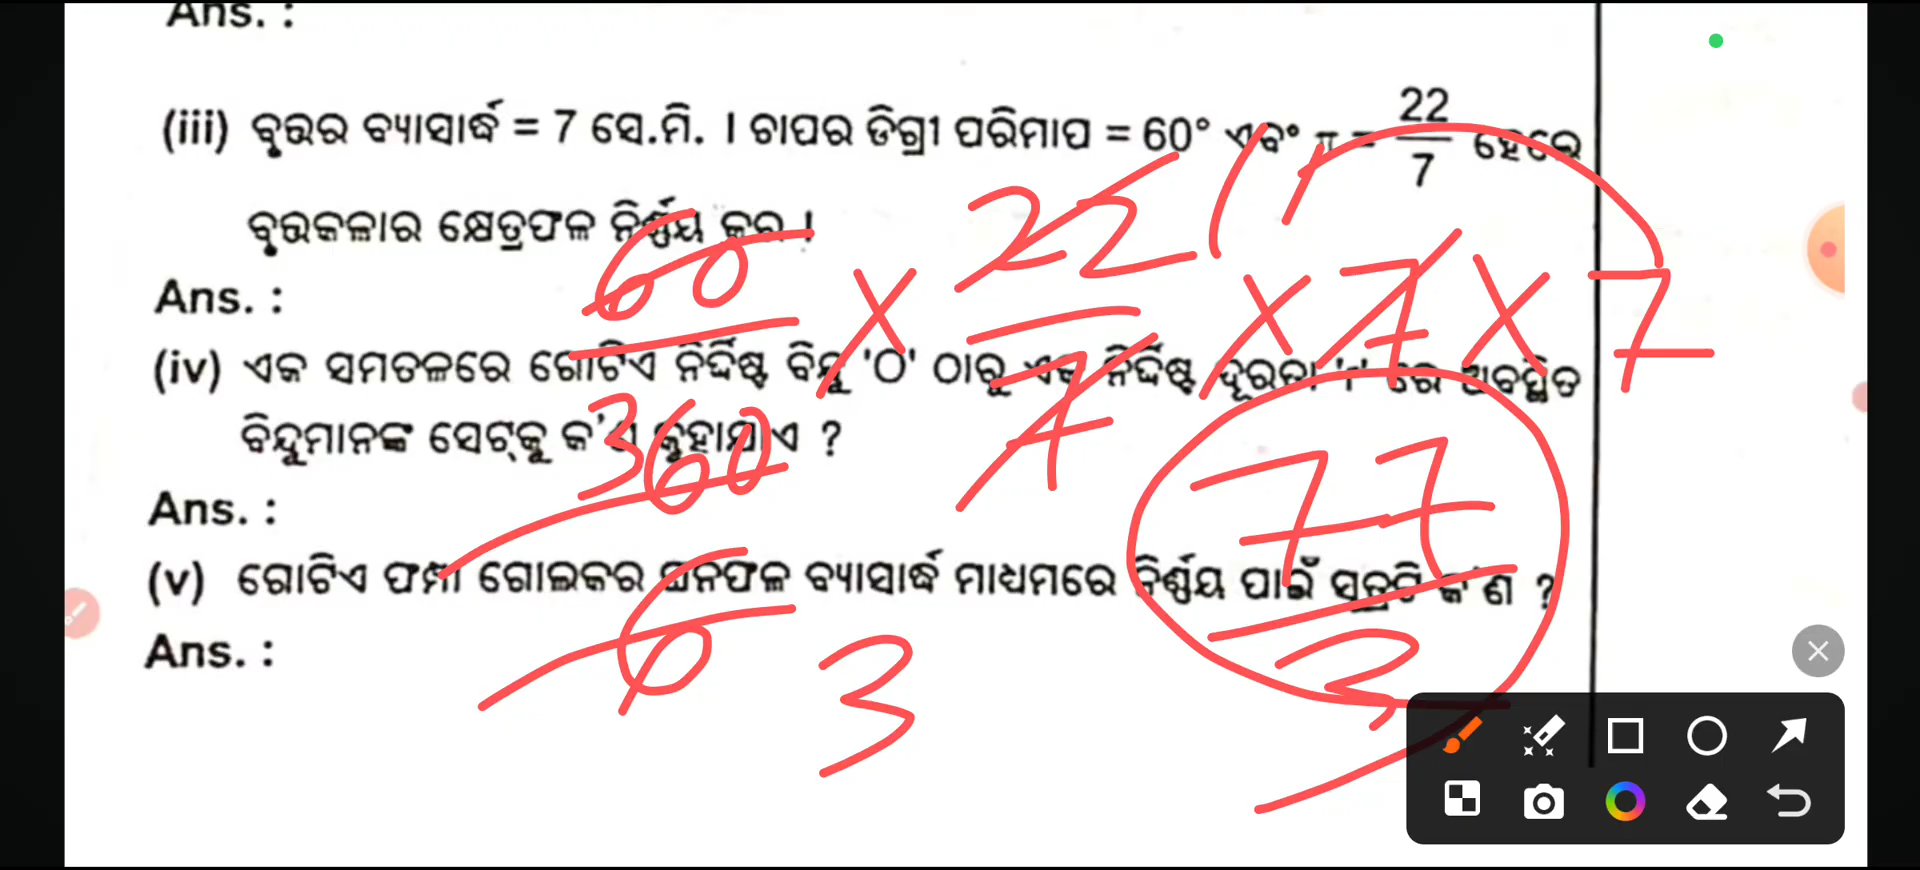 Ans. :
(iii) ବୃତ୍ତର ବ୍ୟାସାର୍ଦ୍ଧ = 7 ସେ.ମି. । ଚାପର ଡିଗ୍ରୀ ପରିମାପ = 60° ଏବଂ π = 22/7 ହେଲେ
ବୃତ୍ତକଳାର କ୍ଷେତ୍ରଫଳ ନିର୍ଣ୍ଣୟ କର ।
60/360 × 22/7 × 7 × 7
11
Ans. :
(iv) ଏକ ସମତଳରେ ଗୋଟିଏ ନିର୍ଦ୍ଦିଷ୍ଟ ବିନ୍ଦୁ 'ଠ' ଠାରୁ ଏକ ନିର୍ଦ୍ଦିଷ୍ଟ ଦୂରତା 'r' ରେ ଅବସ୍ଥିତ
ବିନ୍ଦୁମାନଙ୍କ ସେଟ୍‌କୁ କ'ଣ କୁହାଯାଏ ?
77/3
Ans. :
(v) ଗୋଟିଏ ଫମ୍ପା ଗୋଲକର ଘନଫଳ ବ୍ୟାସାର୍ଦ୍ଧ ମାଧ୍ୟମରେ ନିର୍ଣ୍ଣୟ ପାଇଁ ସୂତ୍ରଟି କ'ଣ ?
6 3
Ans. :